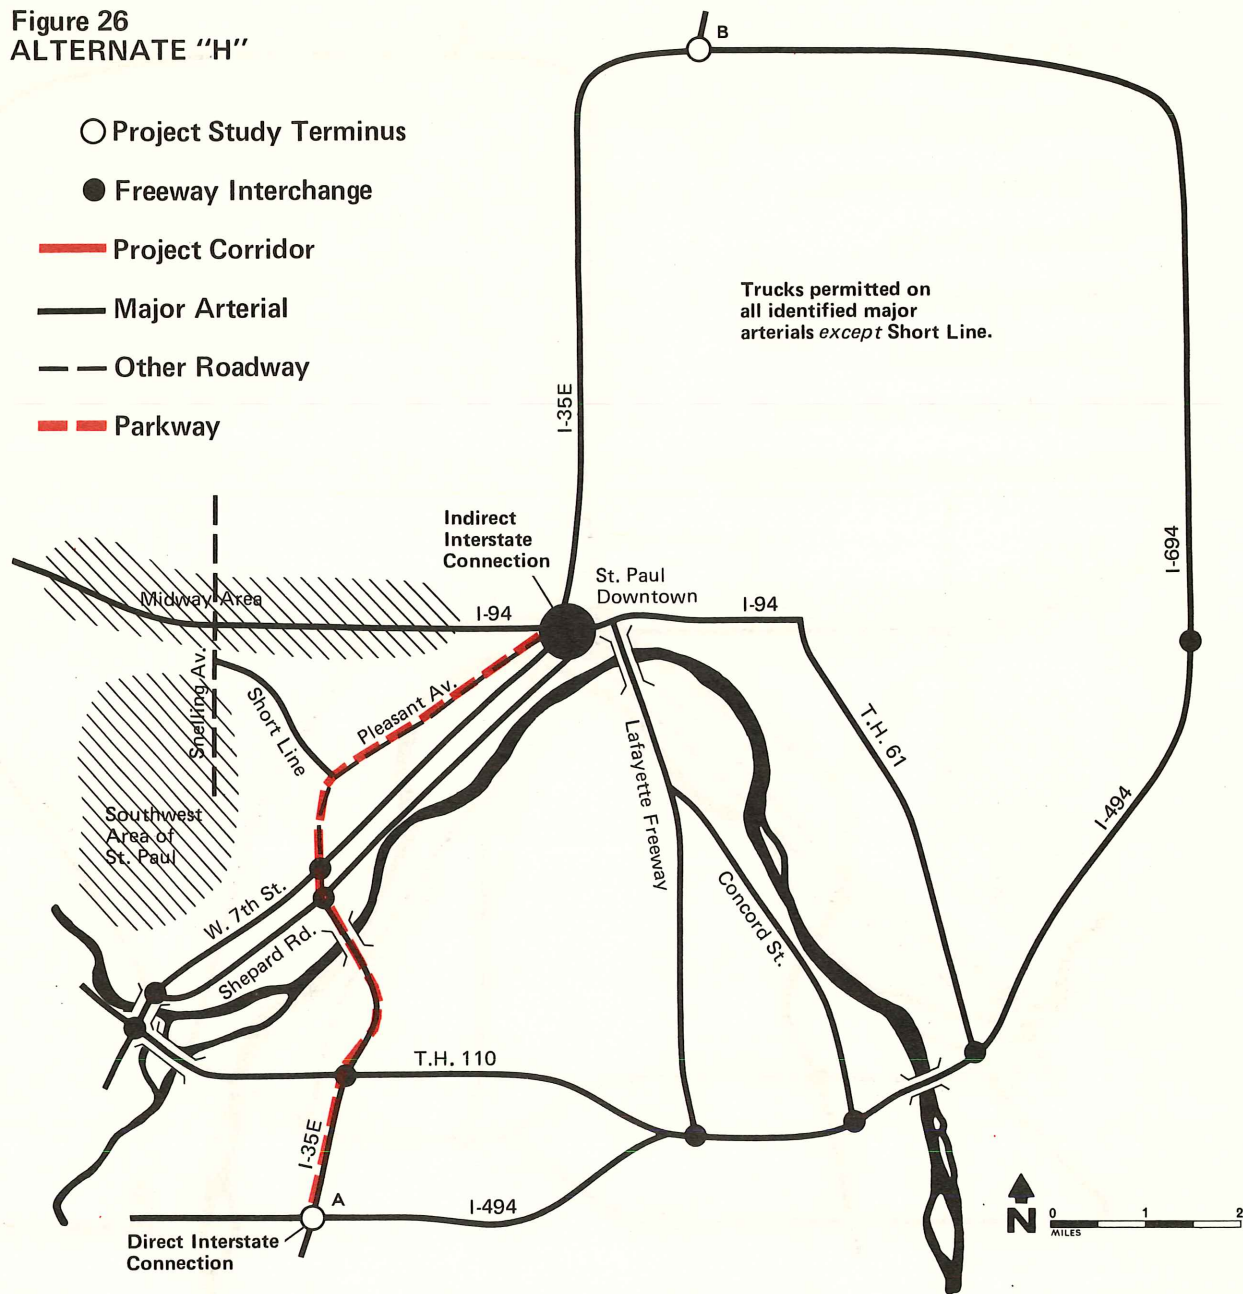 Figure 26
ALTERNATE “H”
Project Study Terminus
Freeway Interchange
Project Corridor
Major Arterial
Other Roadway
Parkway
B
Trucks permitted on
all identified major
arterials except Short Line.
I-35E
I-694
Indirect
Interstate
Connection
St. Paul
Downtown
Midway Area
I-94
I-94
Snelling Av.
Short Line
Pleasant Av.
Lafayette Freeway
T.H. 61
I-494
Southwest
Area of
St. Paul
W. 7th St.
Shepard Rd.
Concord St.
T.H. 110
I-35E
A
I-494
Direct Interstate
Connection
N
0 1 2
MILES